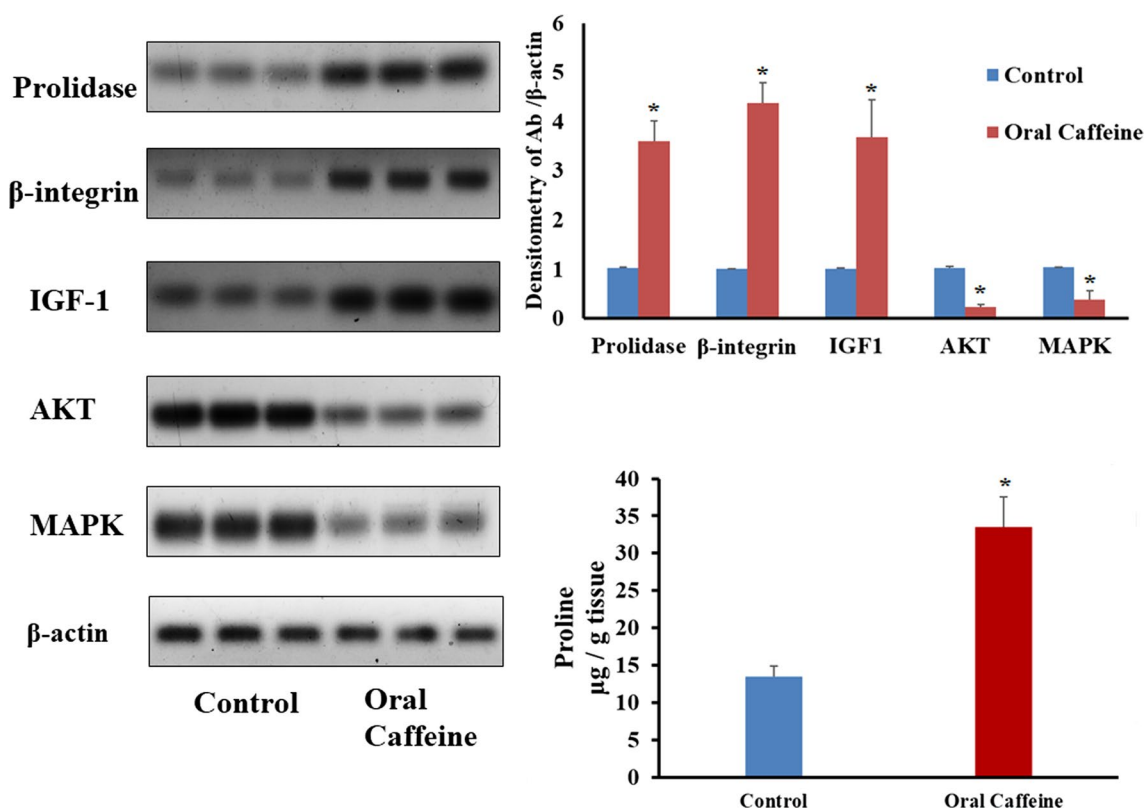 Prolidase
β-integrin
IGF-1
AKT
MAPK
β-actin
Control
Oral
Caffeine
Densitometry of Ab /β-actin
6
5
4
3
2
1
0
*
*
*
*
*
Control
Oral Caffeine
Prolidase β-integrin IGF1 AKT MAPK
Proline
µg / g tissue
40
35
30
25
20
15
10
5
0
*
Control Oral Caffeine